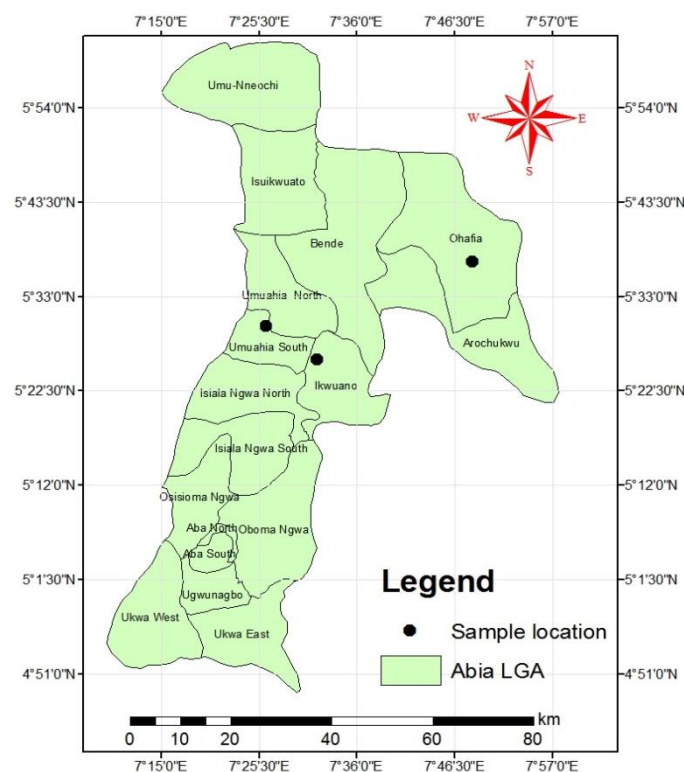 7°15'0"E 7°25'30"E 7°36'0"E 7°46'30"E 7°57'0"E
Umu-Nneochi
N
5°54'0"N 5°54'0"N
W E
S
Isuikwuato
5°43'30"N 5°43'30"N
Bende
Ohafia
Umuahia North
5°33'0"N 5°33'0"N
Umuahia South
Arochukwu
Ikwuano
5°22'30"N 5°22'30"N
Isiala Ngwa North
Isiala Ngwa South
5°12'0"N 5°12'0"N
Osisioma Ngwa
Aba North Oboma Ngwa
Aba South
5°1'30"N 5°1'30"N
Legend
Ugwunagbo
Ukwa West
Ukwa East
Sample location
4°51'0"N 4°51'0"N
Abia LGA
km
0 10 20 40 60 80
7°15'0"E 7°25'30"E 7°36'0"E 7°46'30"E 7°57'0"E